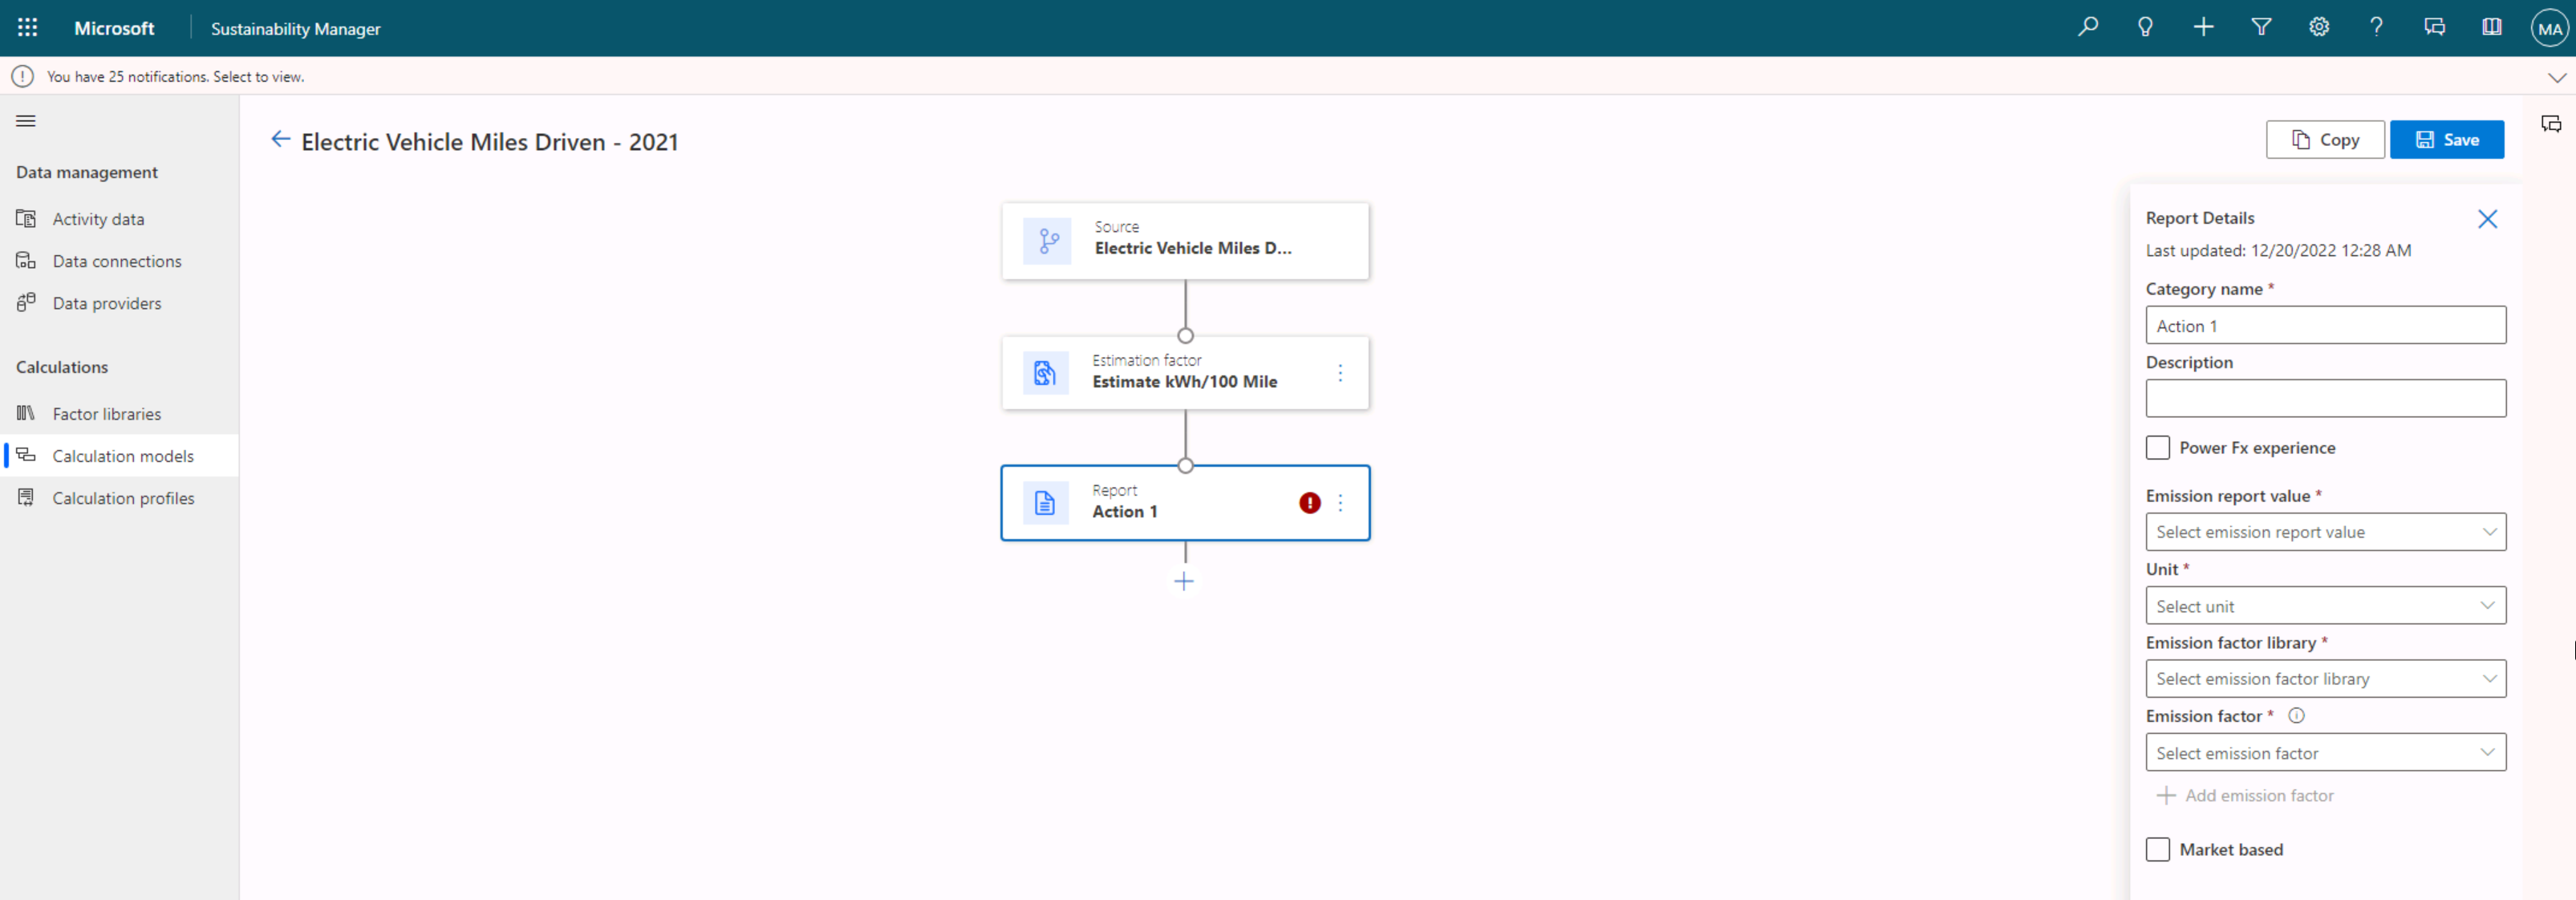 Microsoft
Sustainability Manager
MA
You have 25 notifications. Select to view.
Data management
Activity data
Data connections
Data providers
Calculations
Factor libraries
Calculation models
Calculation profiles
Electric Vehicle Miles Driven - 2021
Copy
Save
Source
Electric Vehicle Miles D...
Estimation factor
Estimate kWh/100 Mile
Report
Action 1
Report Details
Last updated: 12/20/2022 12:28 AM
Category name *
Action 1
Description
Power Fx experience
Emission report value *
Select emission report value
Unit *
Select unit
Emission factor library *
Select emission factor library
Emission factor *
Select emission factor
Add emission factor
Market based